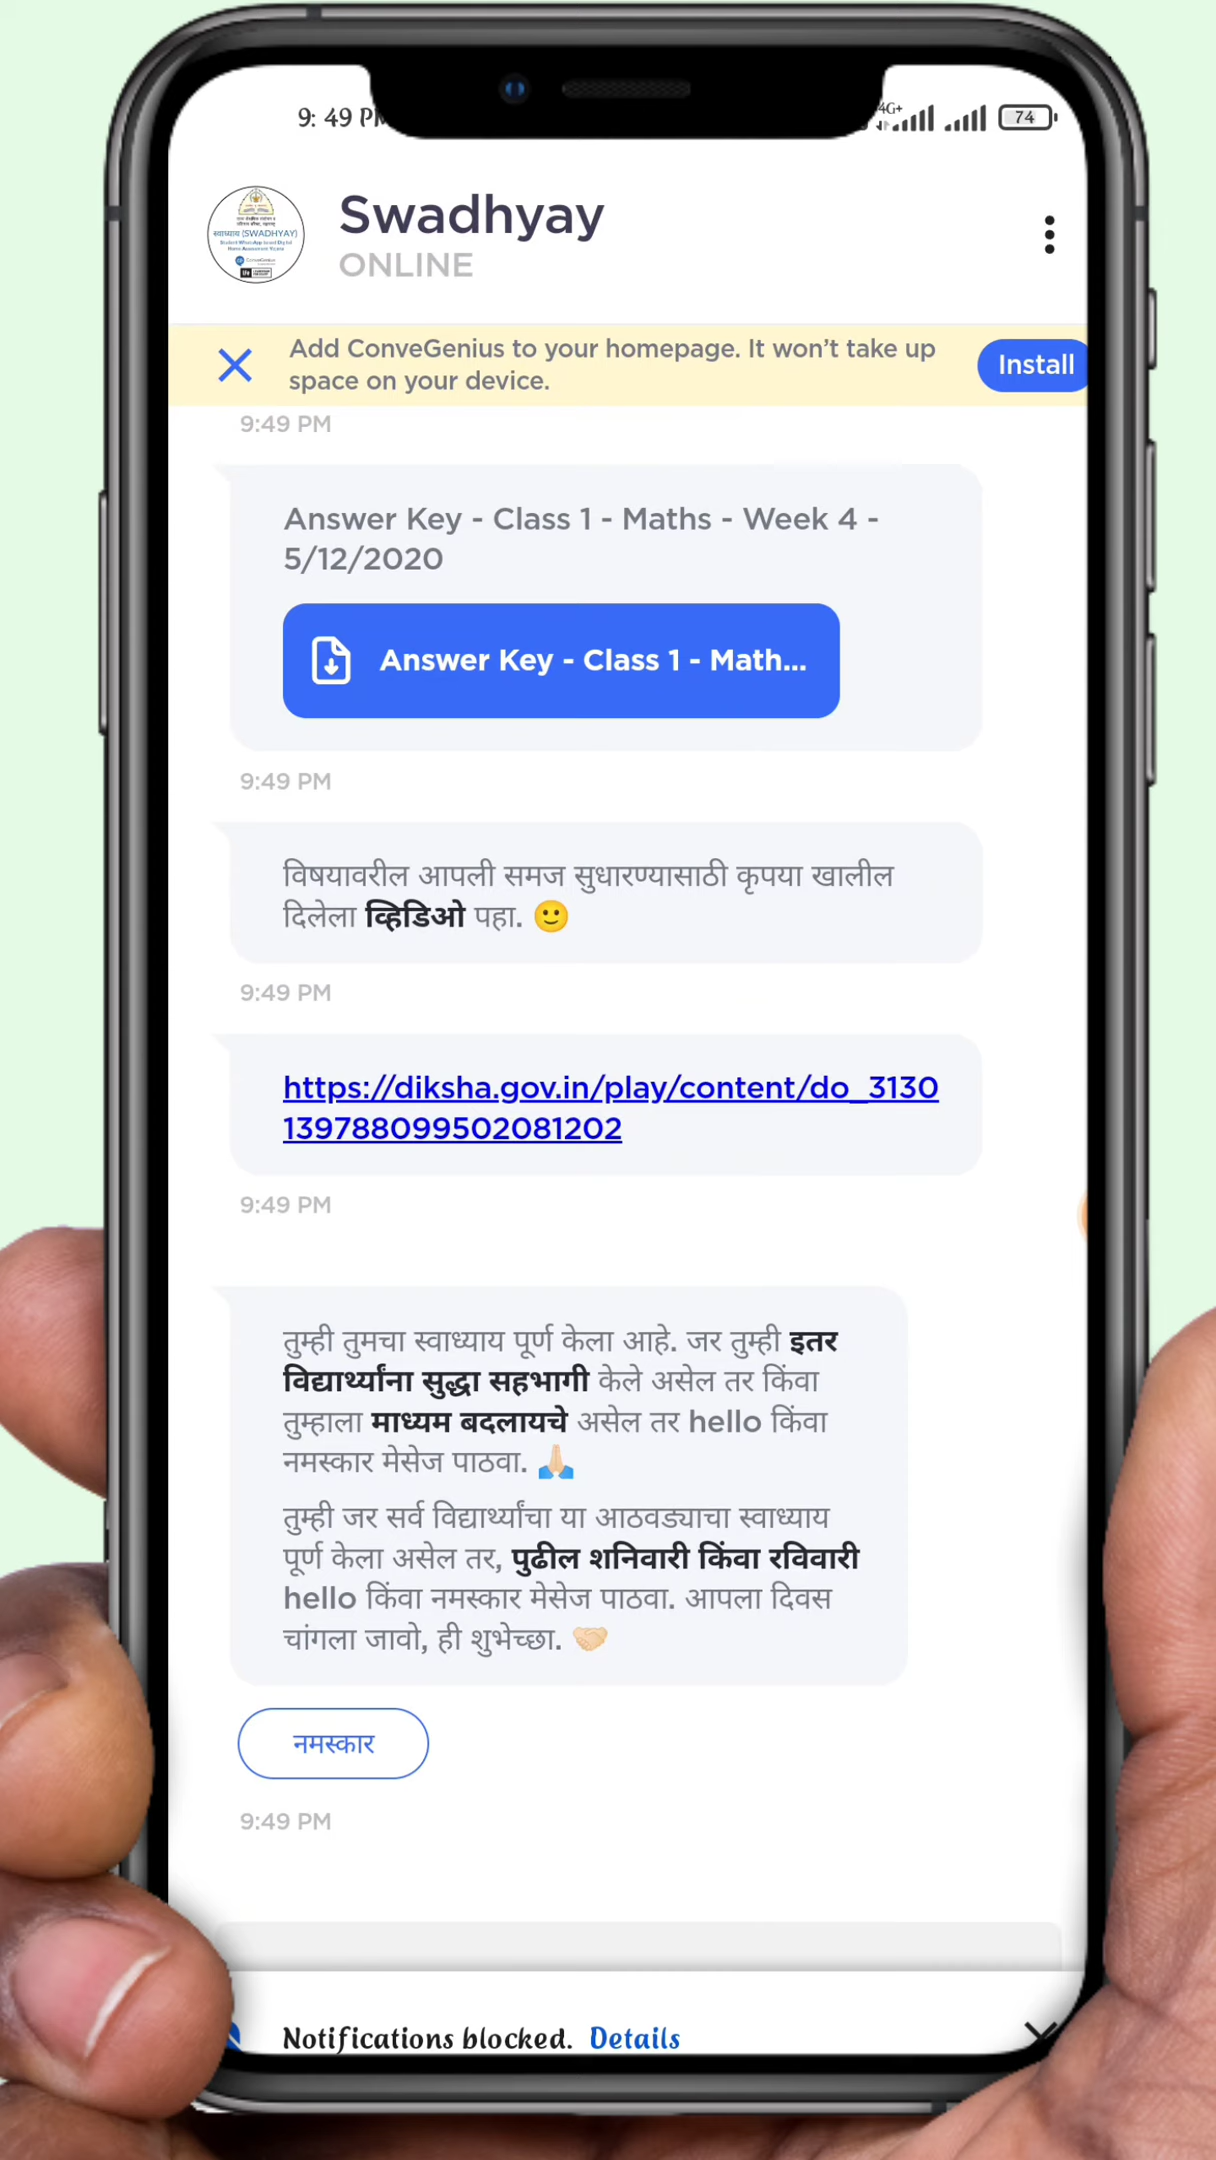 9: 49 PM
4G+
74
स्वाध्याय (SWADHYAY)
Swadhyay
ONLINE
Add ConveGenius to your homepage. It won't take up
space on your device.
Install
9:49 PM
Answer Key - Class 1 - Maths - Week 4 -
5/12/2020
Answer Key - Class 1 - Math...
9:49 PM
विषयावरील आपली समज सुधारण्यासाठी कृपया खालील
दिलेला व्हिडिओ पहा. 🙂
9:49 PM
https://diksha.gov.in/play/content/do_3130
139788099502081202
9:49 PM
तुम्ही तुमचा स्वाध्याय पूर्ण केला आहे. जर तुम्ही इतर
विद्यार्थ्यांना सुद्धा सहभागी केले असेल तर किंवा
तुम्हाला माध्यम बदलायचे असेल तर hello किंवा
नमस्कार मेसेज पाठवा. 🙏🏻
तुम्ही जर सर्व विद्यार्थ्यांचा या आठवड्याचा स्वाध्याय
पूर्ण केला असेल तर, पुढील शनिवारी किंवा रविवारी
hello किंवा नमस्कार मेसेज पाठवा. आपला दिवस
चांगला जावो, ही शुभेच्छा. 🤝🏻
नमस्कार
9:49 PM
Notifications blocked. Details